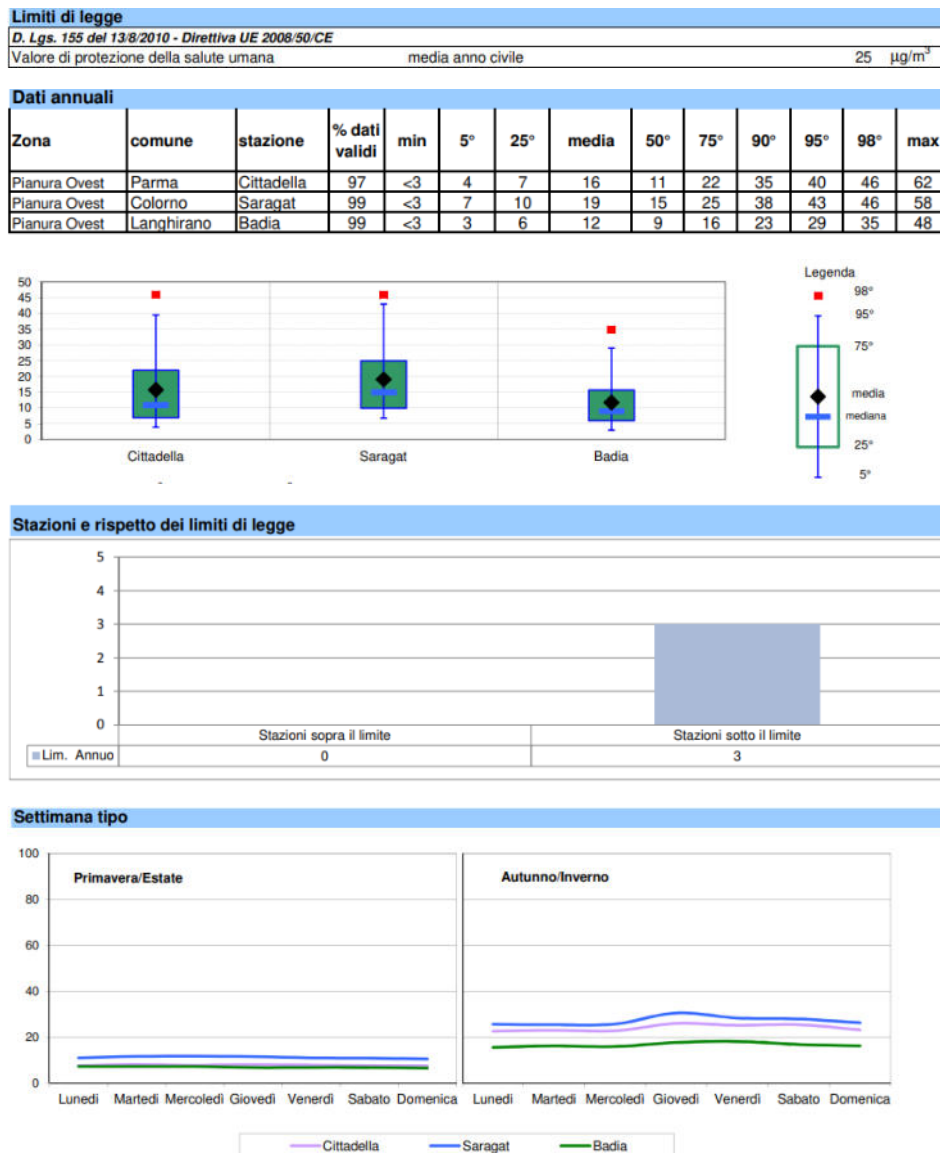 Limiti di legge
D. Lgs. 155 del 13/8/2010 - Direttiva UE 2008/50/CE
Valore di protezione della salute umana media anno civile 25 µg/m³
Dati annuali
Zona comune stazione % dati validi min 5° 25° media 50° 75° 90° 95° 98° max
Pianura Ovest Parma Cittadella 97 <3 4 7 16 11 22 35 40 46 62
Pianura Ovest Colorno Saragat 99 <3 7 10 19 15 25 38 43 46 58
Pianura Ovest Langhirano Badia 99 <3 3 6 12 9 16 23 29 35 48
50
45
40
35
30
25
20
15
10
5
0
Cittadella Saragat Badia
Legenda
98°
95°
75°
media
mediana
25°
5°
Stazioni e rispetto dei limiti di legge
5
4
3
2
1
0
Stazioni sopra il limite Stazioni sotto il limite
Lim. Annuo 0 3
Settimana tipo
100
80
60
40
20
0
Primavera/Estate Autunno/Inverno
Lunedì Martedì Mercoledì Giovedì Venerdì Sabato Domenica Lunedì Martedì Mercoledì Giovedì Venerdì Sabato Domenica
Cittadella Saragat Badia